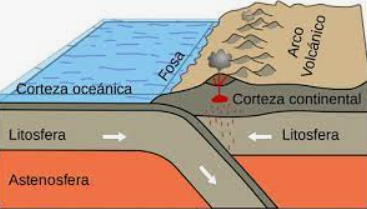 Fosa
Arco
Volcánico
Corteza oceánica
Corteza continental
Litosfera
Litosfera
Astenosfera